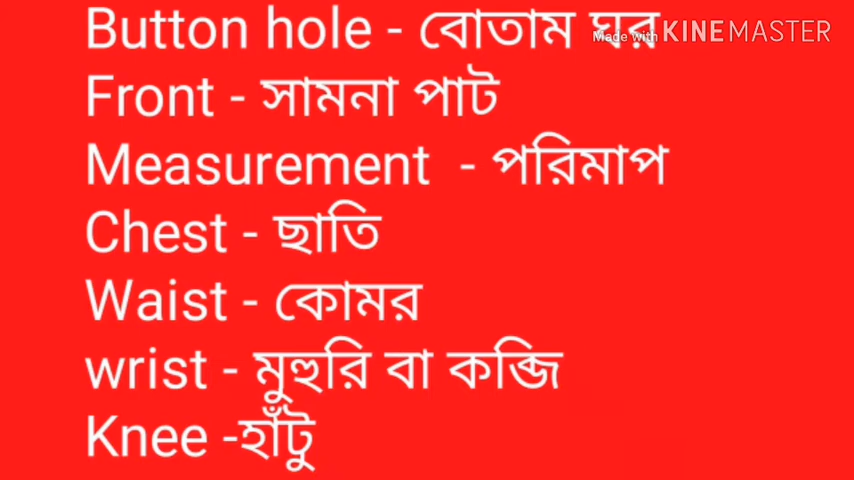 Button hole - বোতাম ঘর
Made with KINEMASTER
Front - সামনা পাট
Measurement - পরিমাপ
Chest - ছাতি
Waist - কোমর
wrist - মুহুরি বা কব্জি
Knee -হাঁটু